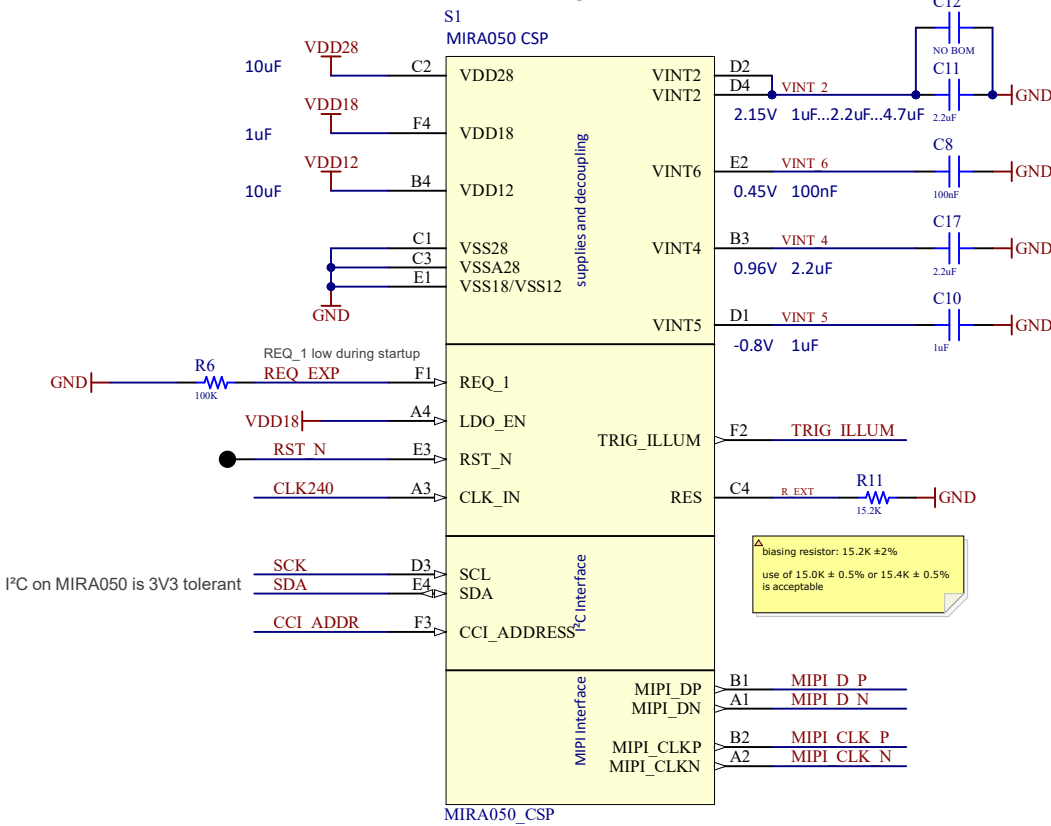 S1
MIRA050 CSP
C12
NO BOM
VDD28
10uF
C2
VDD28
VINT2
D2
VINT2
D4
VINT_2
C11
2.2uF
GND
2.15V 1uF...2.2uF...4.7uF
VDD18
1uF
F4
VDD18
VDD12
10uF
B4
VDD12
supplies and decoupling
VINT6
E2
VINT_6
C8
100nF
GND
0.45V 100nF
C1
VSS28
C3
VSSA28
E1
VSS18/VSS12
GND
VINT4
B3
VINT_4
C17
2.2uF
GND
0.96V 2.2uF
VINT5
D1
VINT_5
C10
1uF
GND
-0.8V 1uF
REQ_1 low during startup
GND
R6
100K
REQ_EXP
F1
REQ_1
VDD18
A4
LDO_EN
RST_N
E3
RST_N
CLK240
A3
CLK_IN
TRIG_ILLUM
F2
TRIG_ILLUM
RES
C4
R_EXT
R11
15.2K
GND
biasing resistor: 15.2K ±2%
use of 15.0K ± 0.5% or 15.4K ± 0.5%
is acceptable
I²C on MIRA050 is 3V3 tolerant
SCK
D3
SCL
SDA
E4
SDA
CCI_ADDR
F3
CCI_ADDRESS
I²C Interface
MIPI Interface
MIPI_DP
B1
MIPI_D_P
MIPI_DN
A1
MIPI_D_N
MIPI_CLKP
B2
MIPI_CLK_P
MIPI_CLKN
A2
MIPI_CLK_N
MIRA050_CSP